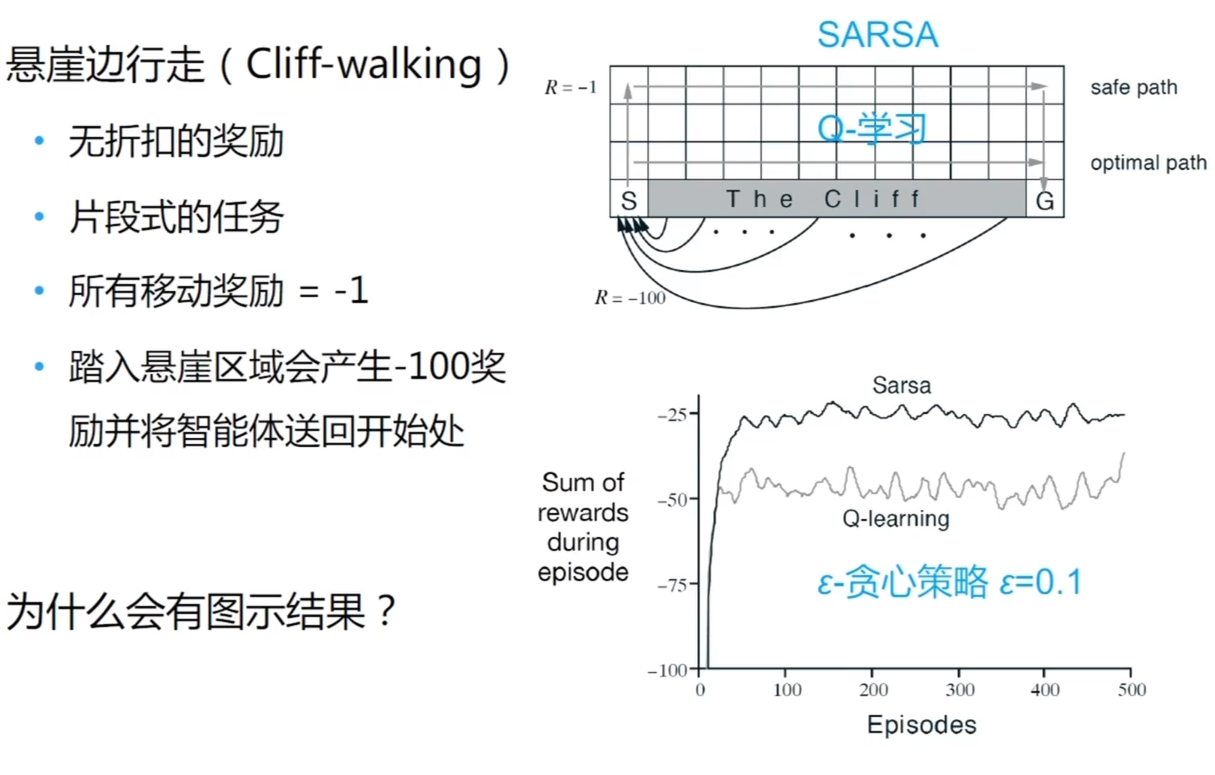 悬崖边行走（Cliff-walking）
• 无折扣的奖励
• 片段式的任务
• 所有移动奖励 = -1
• 踏入悬崖区域会产生-100奖
励并将智能体送回开始处
为什么会有图示结果？
SARSA
R = −1
safe path
Q-学习
optimal path
S
The Cliff
G
R = −100
Sarsa
−25
−50
−75
−100
Sum of
rewards
during
episode
Q-learning
ε-贪心策略 ε=0.1
0 100 200 300 400 500
Episodes